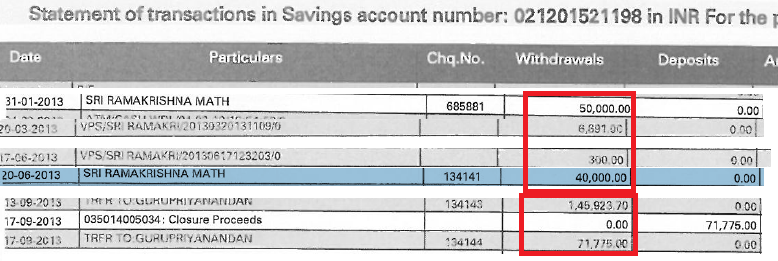 Statement of transactions in Savings account number: 021201521198 in INR For the
Date Particulars Chq.No. Withdrawals Deposits
31-01-2013 SRI RAMAKRISHNA MATH 685881 50,000.00 0.00
20-03-2013 VPS/SRI RAMAKRI/20130320131109/0 6,891.00 0.00
17-06-2013 VPS/SRI RAMAKRI/20130617123203/0 300.00 0.00
20-06-2013 SRI RAMAKRISHNA MATH 134141 40,000.00 0.00
13-09-2013 TRFR TO:GURUPRIYANANDAN 134143 1,45,923.70 0.00
17-09-2013 035014005034: Closure Proceeds 0.00 71,775.00
17-09-2013 TRFR TO:GURUPRIYANANDAN 134144 71,775.00 0.00